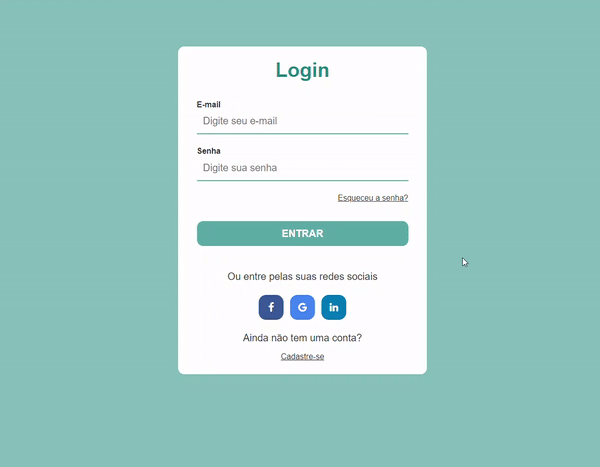 Login
E-mail
Digite seu e-mail
Senha
Digite sua senha
Esqueceu a senha?
ENTRAR
Ou entre pelas suas redes sociais
f G in
Ainda não tem uma conta?
Cadastre-se